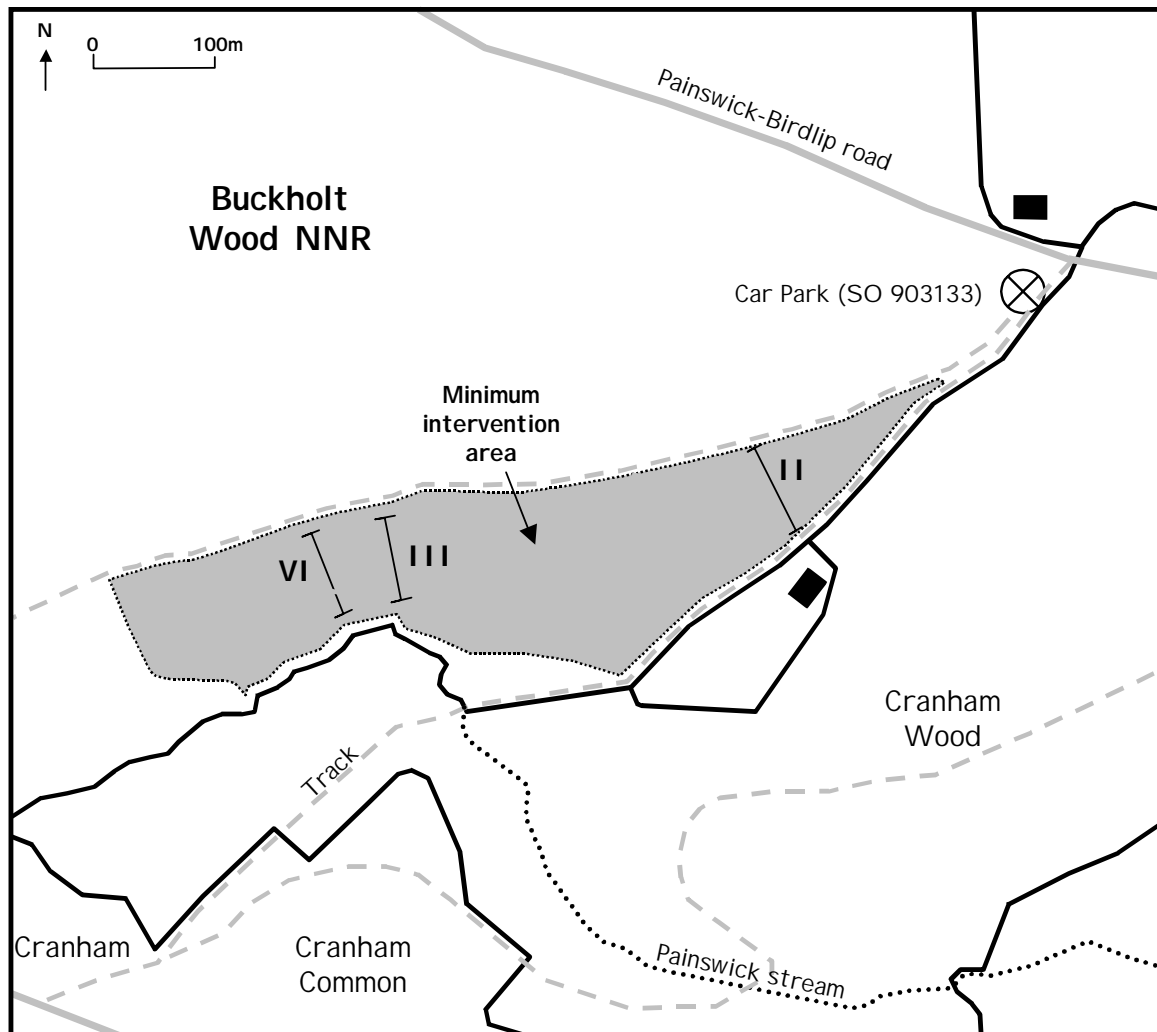 N
0 100m
Painswick-Birdlip road
Buckholt
Wood NNR
Car Park (SO 903133)
Minimum
intervention
area
II
III
VI
Cranham
Wood
Track
Cranham
Cranham
Common
Painswick stream